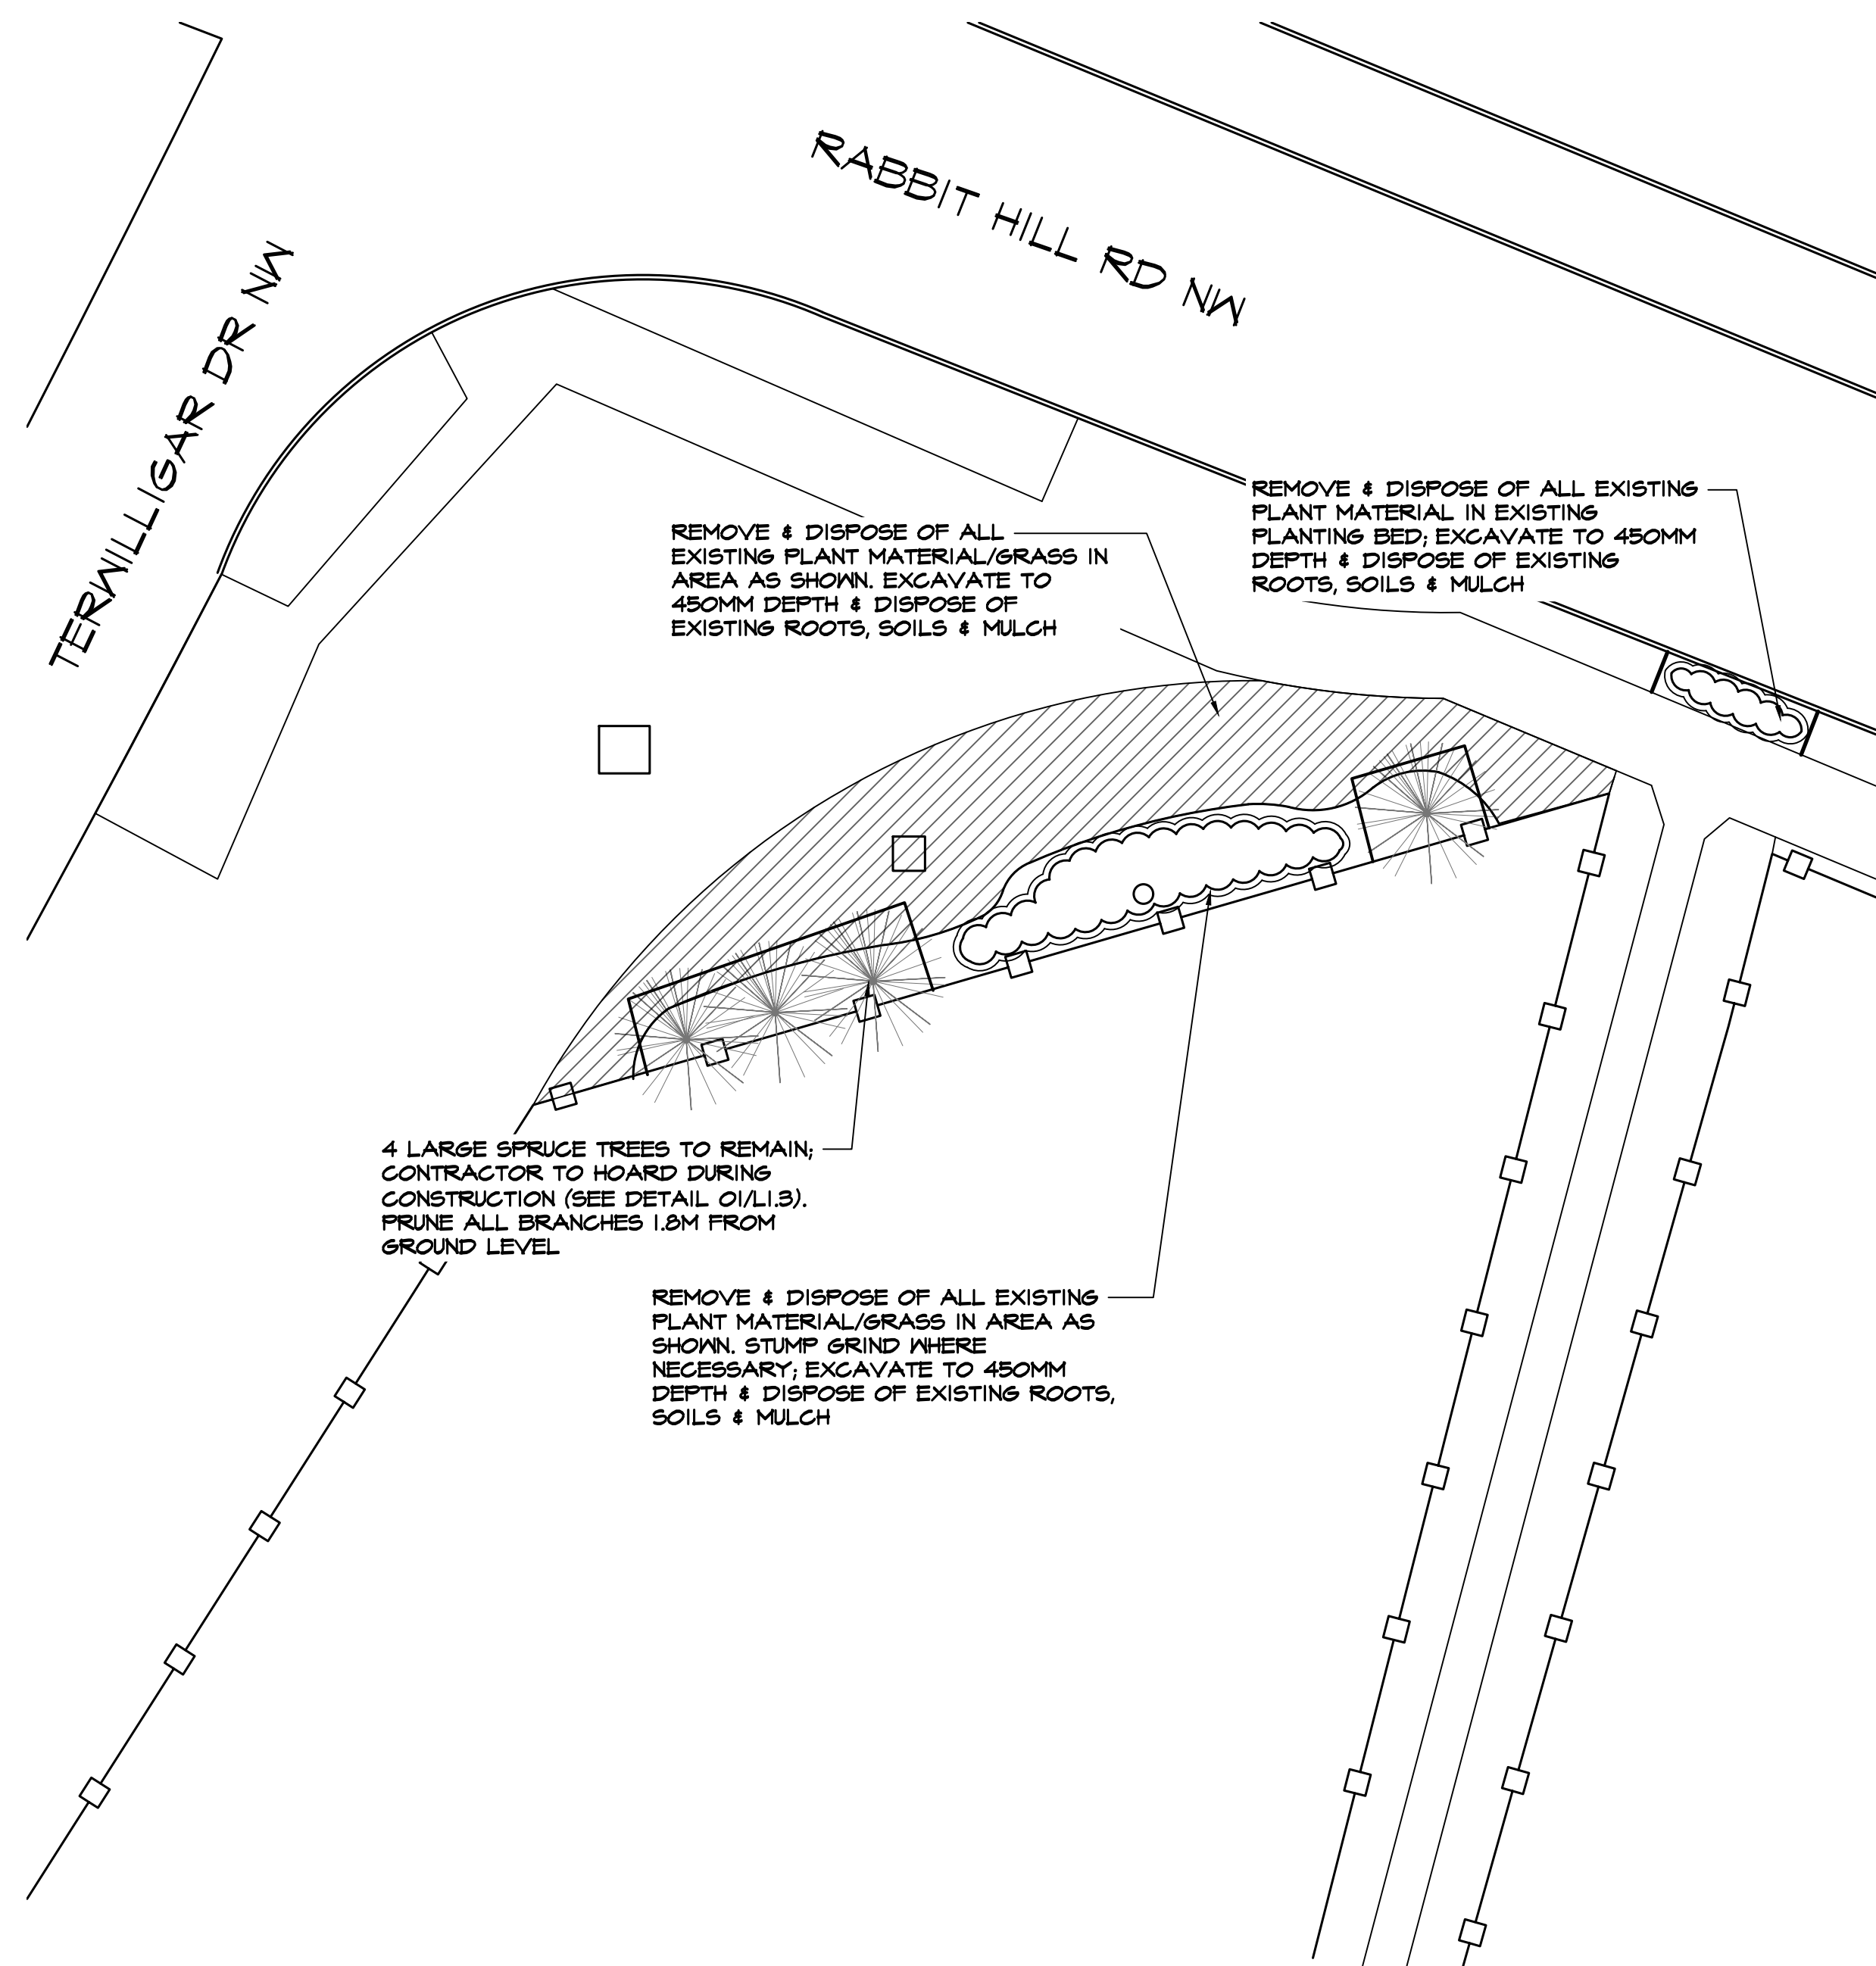 RABBIT HILL RD NW
TERWILLIGAR DR NW
REMOVE & DISPOSE OF ALL EXISTING
PLANT MATERIAL IN EXISTING
PLANTING BED; EXCAVATE TO 450MM
DEPTH & DISPOSE OF EXISTING
ROOTS, SOILS & MULCH
REMOVE & DISPOSE OF ALL
EXISTING PLANT MATERIAL/GRASS IN
AREA AS SHOWN. EXCAVATE TO
450MM DEPTH & DISPOSE OF
EXISTING ROOTS, SOILS & MULCH
4 LARGE SPRUCE TREES TO REMAIN;
CONTRACTOR TO HOARD DURING
CONSTRUCTION (SEE DETAIL 01/L1.3).
PRUNE ALL BRANCHES 1.8M FROM
GROUND LEVEL
REMOVE & DISPOSE OF ALL EXISTING
PLANT MATERIAL/GRASS IN AREA AS
SHOWN. STUMP GRIND WHERE
NECESSARY; EXCAVATE TO 450MM
DEPTH & DISPOSE OF EXISTING ROOTS,
SOILS & MULCH